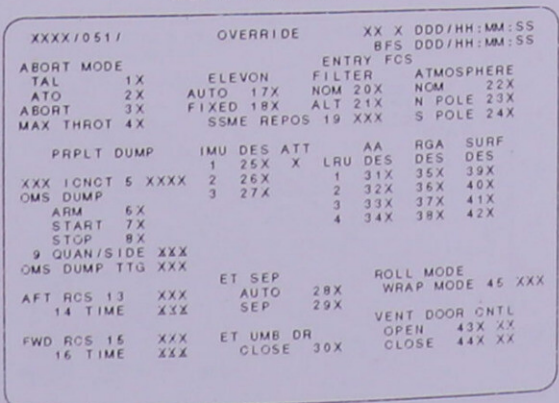 XXXX/051/ OVERRIDE XX X DDD/HH:MM:SS
BFS DDD/HH:MM:SS
ABORT MODE ENTRY FCS
TAL 1X ELEVON FILTER ATMOSPHERE
ATO 2X AUTO 17X NOM 20X NOM 22X
ABORT 3X FIXED 18X ALT 21X N POLE 23X
MAX THROT 4X SSME REPOS 19 XXX S POLE 24X
PRPLT DUMP IMU DES ATT AA RGA SURF
1 25X X LRU DES DES DES
XXX ICNCT 5 XXXX 2 26X 1 31X 35X 39X
OMS DUMP 3 27X 2 32X 36X 40X
ARM 6X 3 33X 37X 41X
START 7X 4 34X 38X 42X
STOP 8X
9 QUAN/SIDE XXX
OMS DUMP TTG XXX
ET SEP ROLL MODE
AFT RCS 13 XXX AUTO 28X WRAP MODE 45 XXX
14 TIME XXX SEP 29X
VENT DOOR CNTL
FWD RCS 15 XXX ET UMB DR OPEN 43X XX
16 TIME XXX CLOSE 30X CLOSE 44X XX